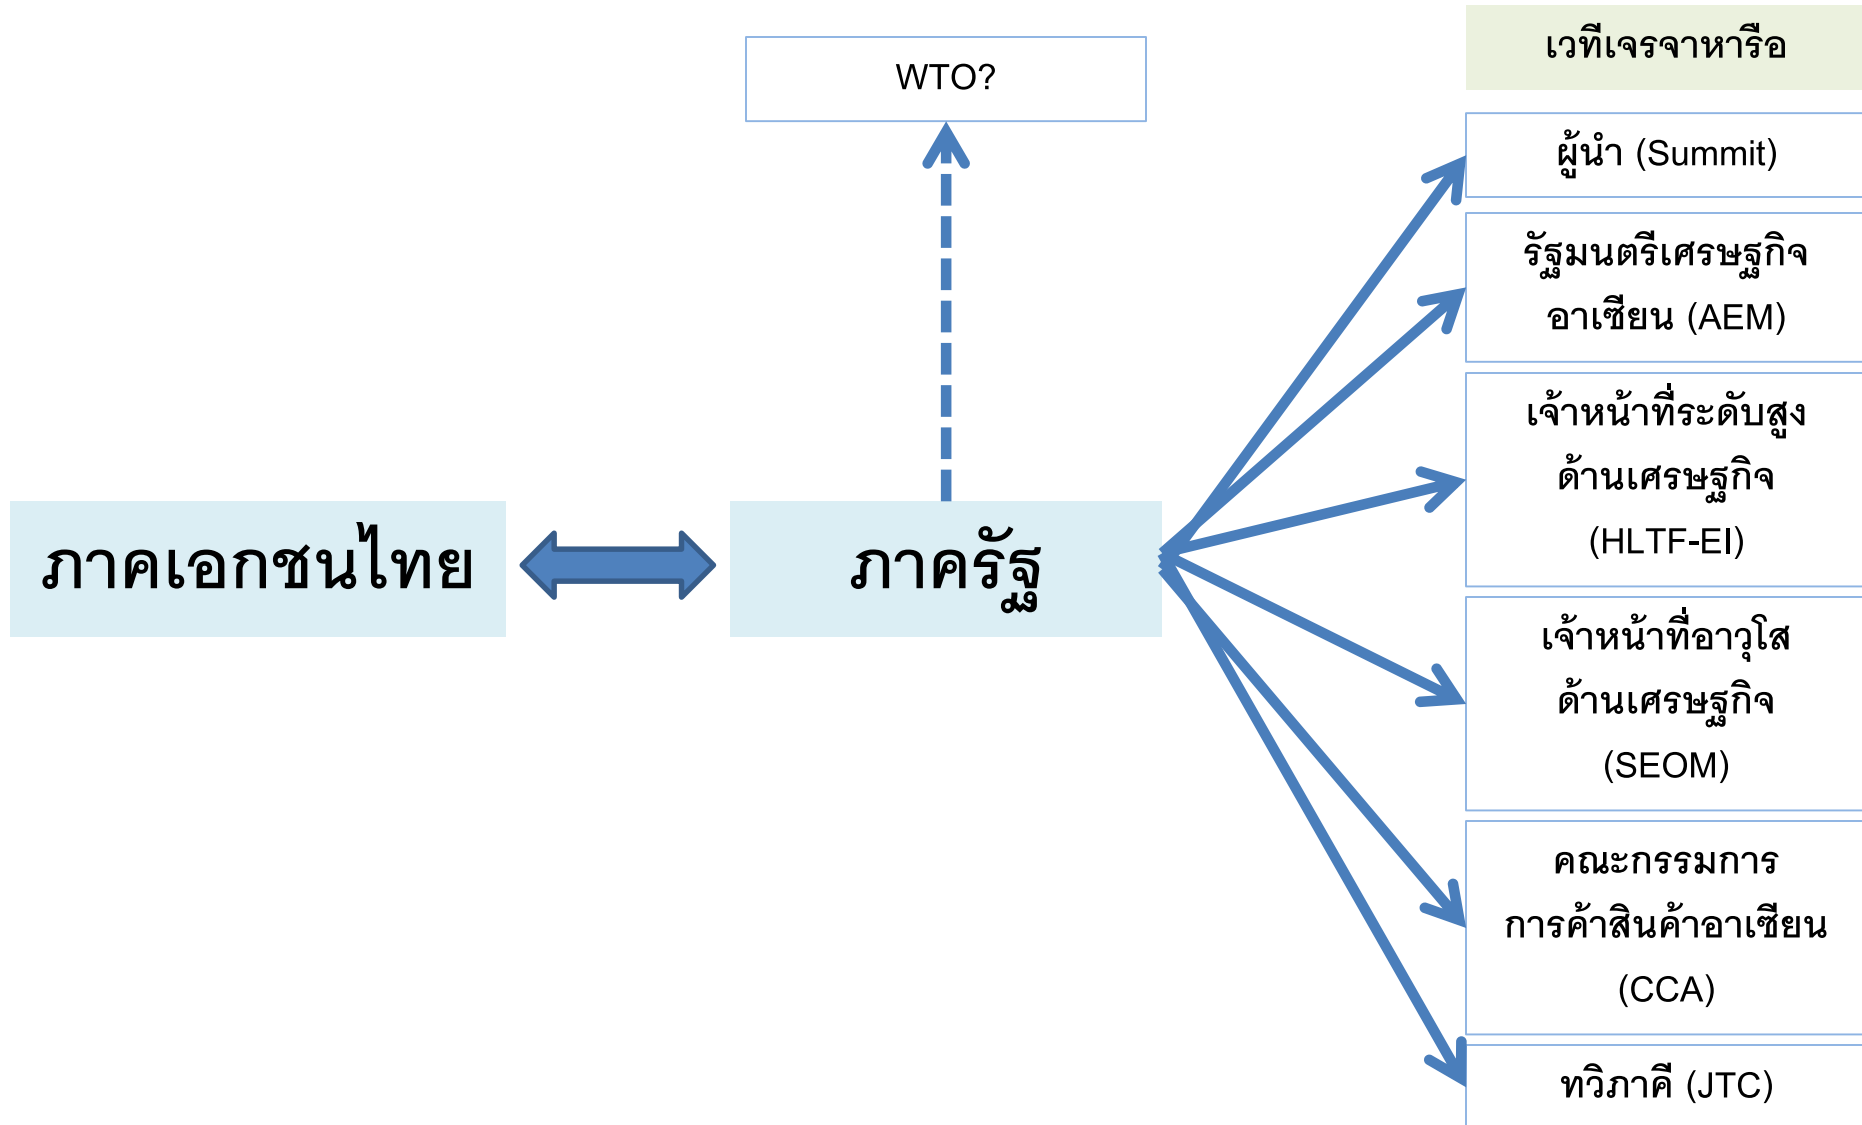 เวทีเจรจาหารือ
WTO?
ผู้นำ (Summit)
รัฐมนตรีเศรษฐกิจ
อาเซียน (AEM)
เจ้าหน้าที่ระดับสูง
ด้านเศรษฐกิจ
(HLTF-EI)
ภาคเอกชนไทย
ภาครัฐ
เจ้าหน้าที่อาวุโส
ด้านเศรษฐกิจ
(SEOM)
คณะกรรมการ
การค้าสินค้าอาเซียน
(CCA)
ทวิภาคี (JTC)